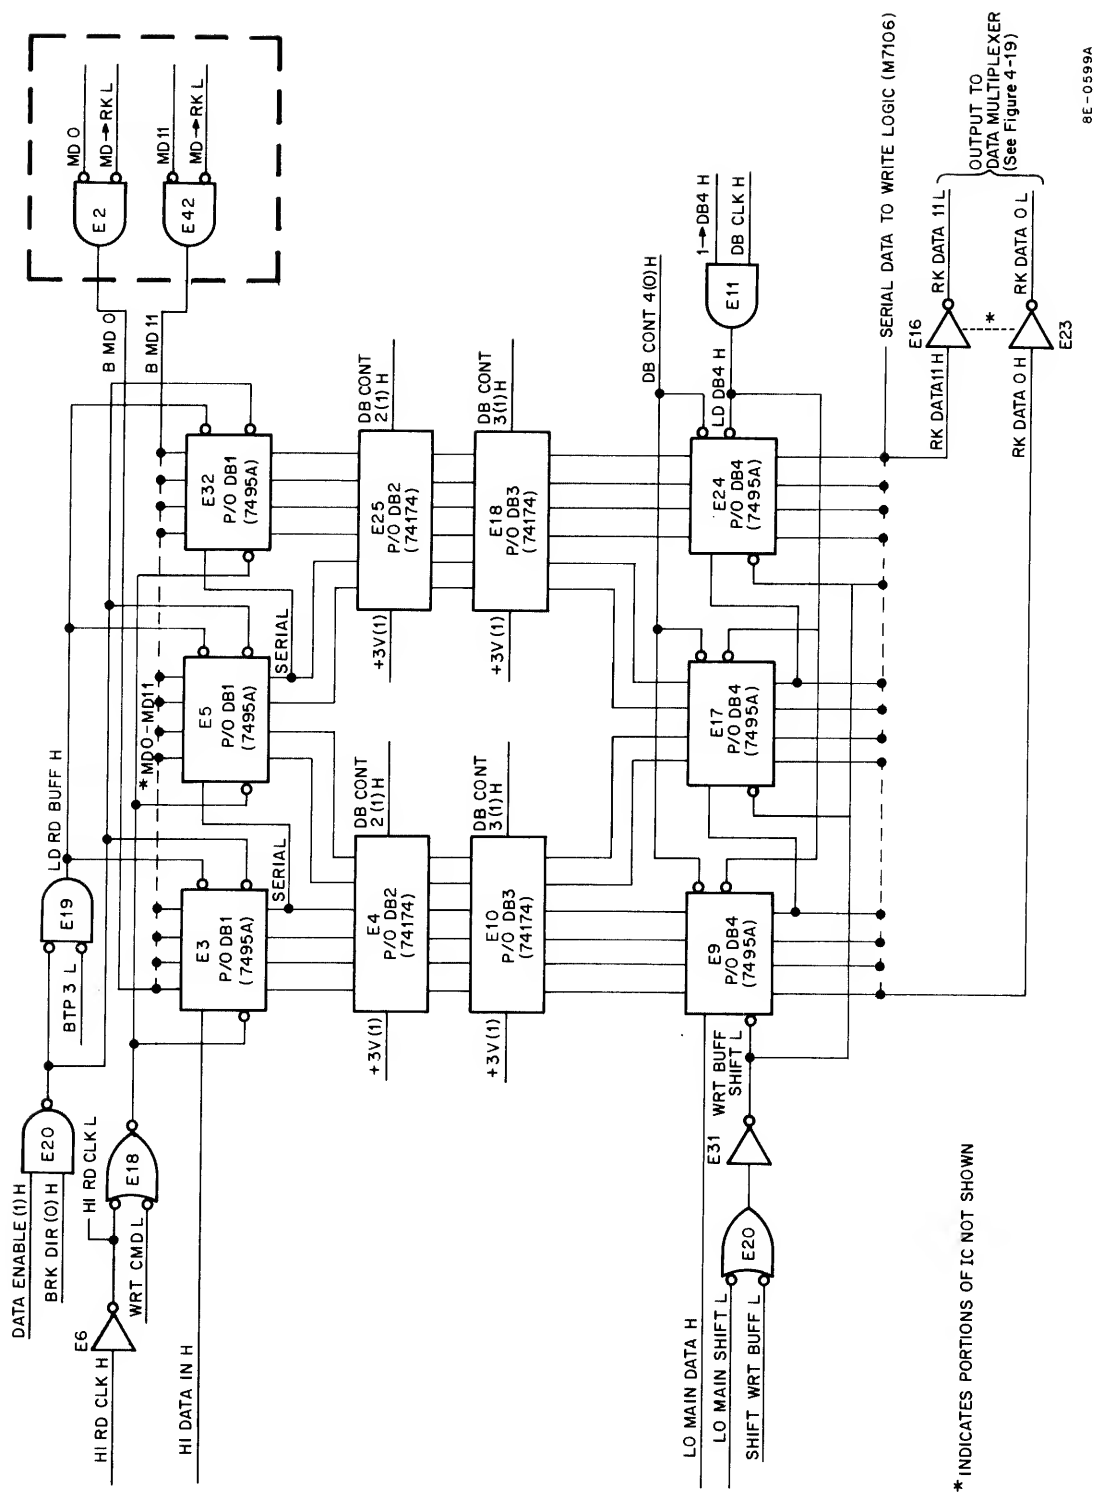 DATA ENABLE (1) H
BRK DIR (0) H
E20
BTP 3 L
E19
LD RD BUFF H
HI RD CLK H
E6
HI RD CLK L
WRT CMD L
E18
HI DATA IN H
B MD 0
B MD 11
E2
MD 0
MD→RK L
E42
MD11
MD→RK L
*MD0-MD11
E3
P/O DB1
(7495A)
SERIAL
E5
P/O DB1
(7495A)
SERIAL
E32
P/O DB1
(7495A)
+3V(1)
E4
P/O DB2
(74174)
DB CONT
2(1) H
+3V(1)
E25
P/O DB2
(74174)
DB CONT
2(1) H
+3V(1)
E10
P/O DB3
(74174)
DB CONT
3(1) H
+3V(1)
E18
P/O DB3
(74174)
DB CONT
3(1) H
DB CONT 4(0) H
1→DB4 H
DB CLK H
E11
LD DB4 H
E9
P/O DB4
(7495A)
E17
P/O DB4
(7495A)
E24
P/O DB4
(7495A)
LO MAIN DATA H
LO MAIN SHIFT L
SHIFT WRT BUFF L
E20
E31
WRT BUFF
SHIFT L
SERIAL DATA TO WRITE LOGIC (M7106)
RK DATA11 H
E16
RK DATA 11 L
*
RK DATA 0 H
E23
RK DATA 0 L
OUTPUT TO
DATA MULTIPLEXER
(See Figure 4-19)
*INDICATES PORTIONS OF IC NOT SHOWN
8E-0599A